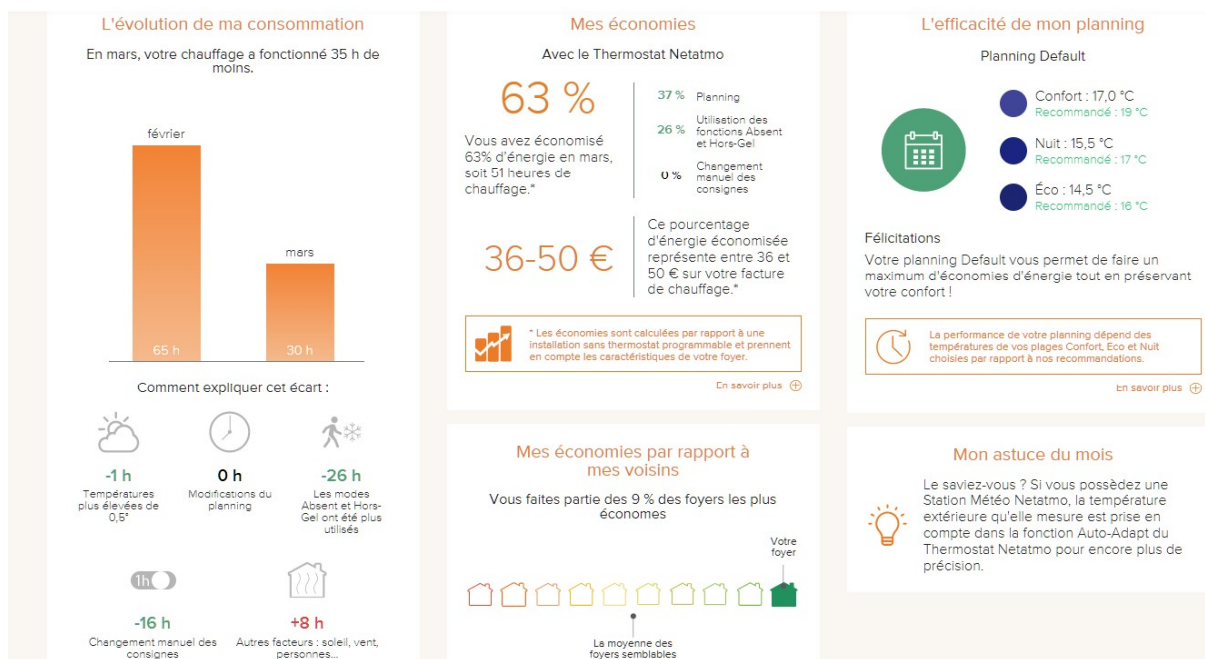 L'évolution de ma consommation
En mars, votre chauffage a fonctionné 35 h de
moins.
février
mars
65 h
30 h
Comment expliquer cet écart :
-1 h
Températures
plus élevées de
0,5°
0 h
Modifications du
planning
-26 h
Les modes
Absent et Hors-
Gel ont été plus
utilisés
1h
-16 h
Changement manuel des
consignes
+8 h
Autres facteurs : soleil, vent,
personnes...
Mes économies
Avec le Thermostat Netatmo
63 %
Vous avez économisé
63% d'énergie en mars,
soit 51 heures de
chauffage.*
37 % Planning
26 % Utilisation des
fonctions Absent
et Hors-Gel
0 % Changement
manuel des
consignes
36-50 €
Ce pourcentage
d'énergie économisée
représente entre 36 et
50 € sur votre facture
de chauffage.*
* Les économies sont calculées par rapport à une
installation sans thermostat programmable et prennent
en compte les caractéristiques de votre foyer.
En savoir plus
Mes économies par rapport à
mes voisins
Vous faites partie des 9 % des foyers les plus
économes
Votre
foyer
La moyenne des
foyers semblables
L'efficacité de mon planning
Planning Default
Confort : 17,0 °C
Recommandé : 19 °C
Nuit : 15,5 °C
Recommandé : 17 °C
Éco : 14,5 °C
Recommandé : 16 °C
Félicitations
Votre planning Default vous permet de faire un
maximum d'économies d'énergie tout en préservant
votre confort !
La performance de votre planning dépend des
températures de vos plages Confort, Eco et Nuit
choisies par rapport à nos recommandations.
En savoir plus
Mon astuce du mois
Le saviez-vous ? Si vous possèdez une
Station Météo Netatmo, la température
extérieure qu'elle mesure est prise en
compte dans la fonction Auto-Adapt du
Thermostat Netatmo pour encore plus de
précision.